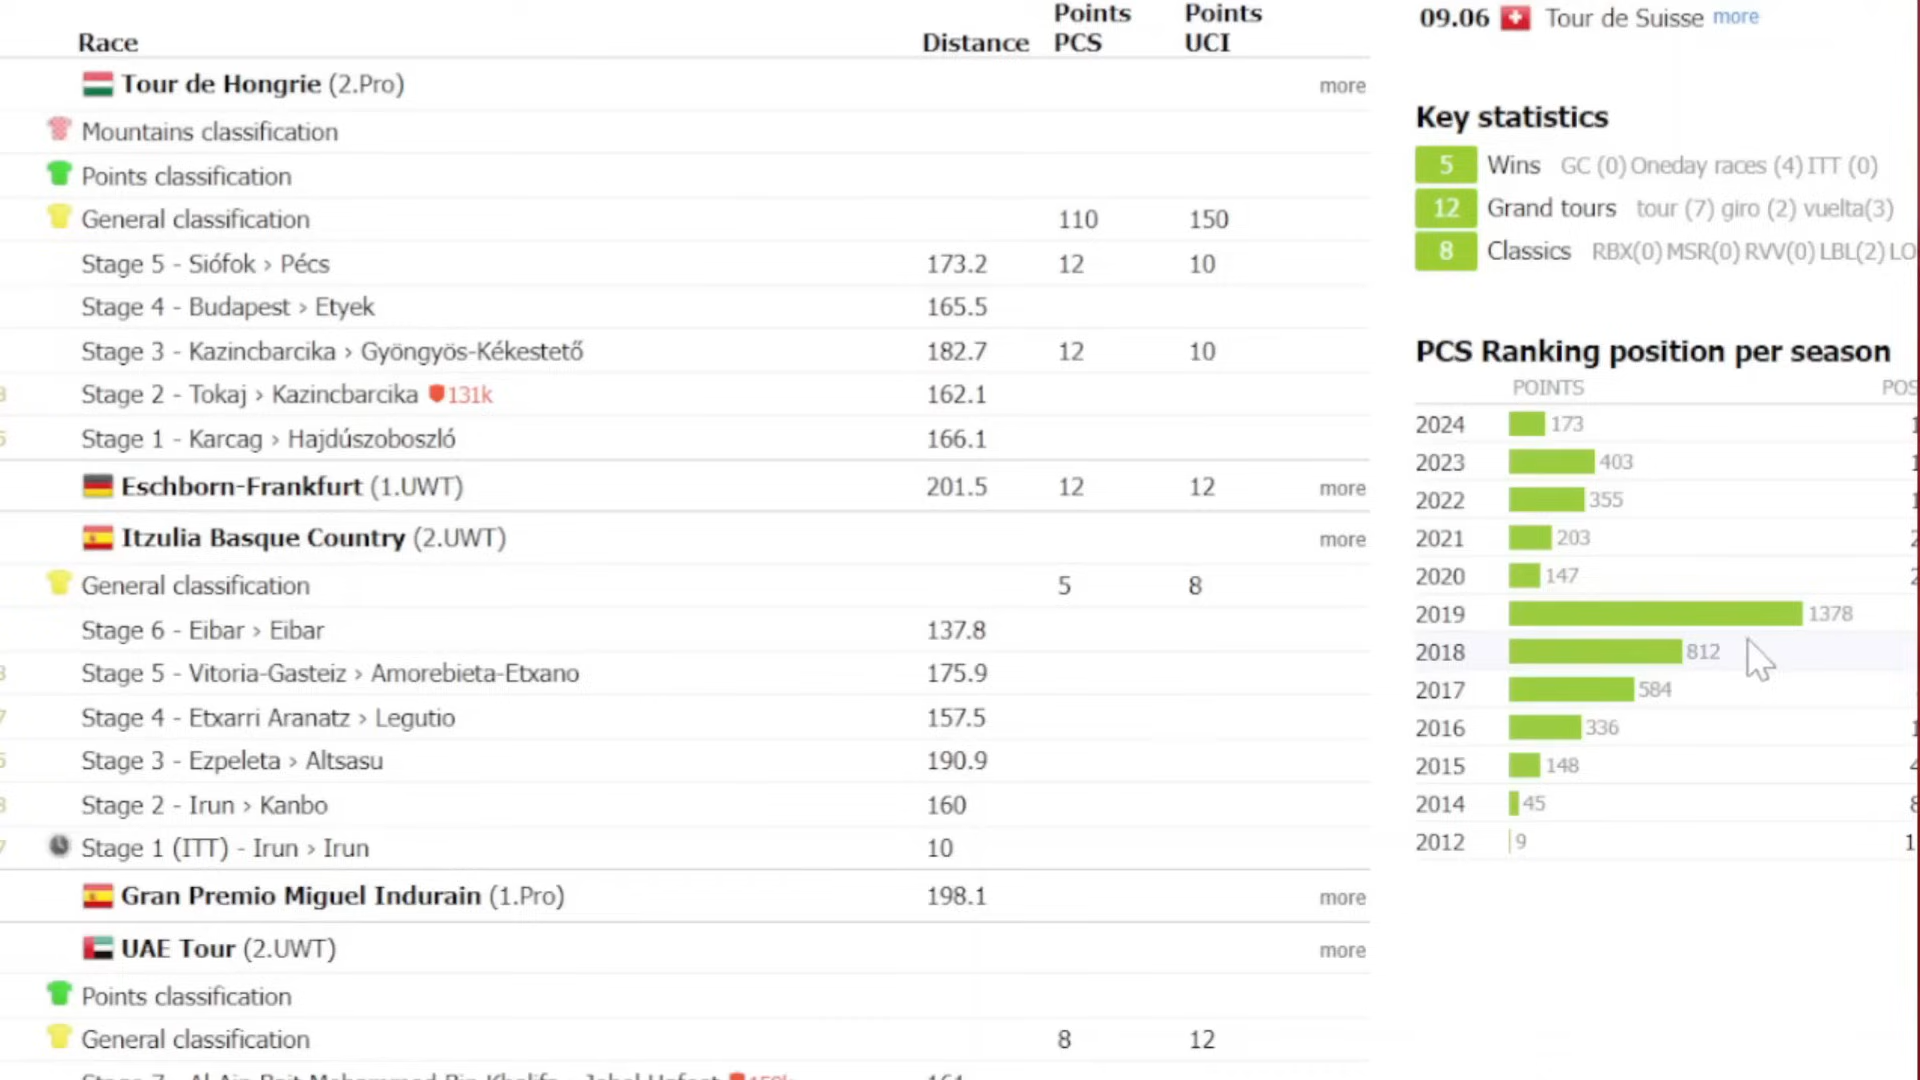 Race Distance Points PCS Points UCI
Tour de Hongrie (2.Pro) more
Mountains classification
Points classification
General classification 110 150
Stage 5 - Siófok › Pécs 173.2 12 10
Stage 4 - Budapest › Etyek 165.5
Stage 3 - Kazincbarcika › Gyöngyös-Kékestető 182.7 12 10
Stage 2 - Tokaj › Kazincbarcika 131k 162.1
Stage 1 - Karcag › Hajdúszoboszló 166.1
Eschborn-Frankfurt (1.UWT) 201.5 12 12 more
Itzulia Basque Country (2.UWT) more
General classification 5 8
Stage 6 - Eibar › Eibar 137.8
Stage 5 - Vitoria-Gasteiz › Amorebieta-Etxano 175.9
Stage 4 - Etxarri Aranatz › Legutio 157.5
Stage 3 - Ezpeleta › Altsasu 190.9
Stage 2 - Irun › Kanbo 160
Stage 1 (ITT) - Irun › Irun 10
Gran Premio Miguel Indurain (1.Pro) 198.1 more
UAE Tour (2.UWT) more
Points classification
General classification 8 12
09.06 Tour de Suisse more
Key statistics
5 Wins GC (0) Oneday races (4) ITT (0)
12 Grand tours tour (7) giro (2) vuelta(3)
8 Classics RBX(0) MSR(0) RVV(0) LBL(2) LO
PCS Ranking position per season
POINTS POS
2024 173
2023 403
2022 355
2021 203
2020 147
2019 1378
2018 812
2017 584
2016 336
2015 148
2014 45
2012 9